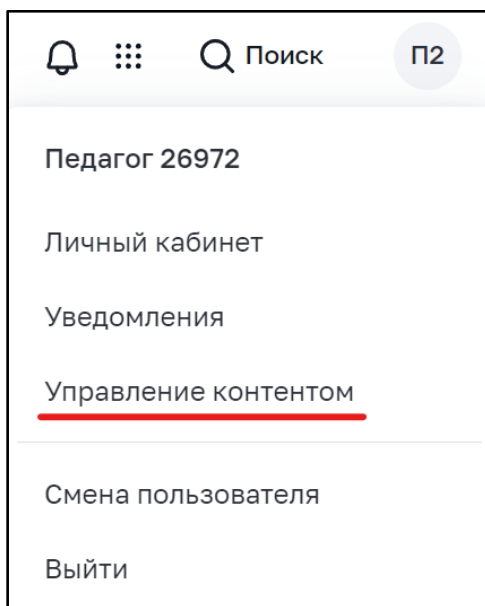 Поиск П2
Педагог 26972
Личный кабинет
Уведомления
Управление контентом
Смена пользователя
Выйти